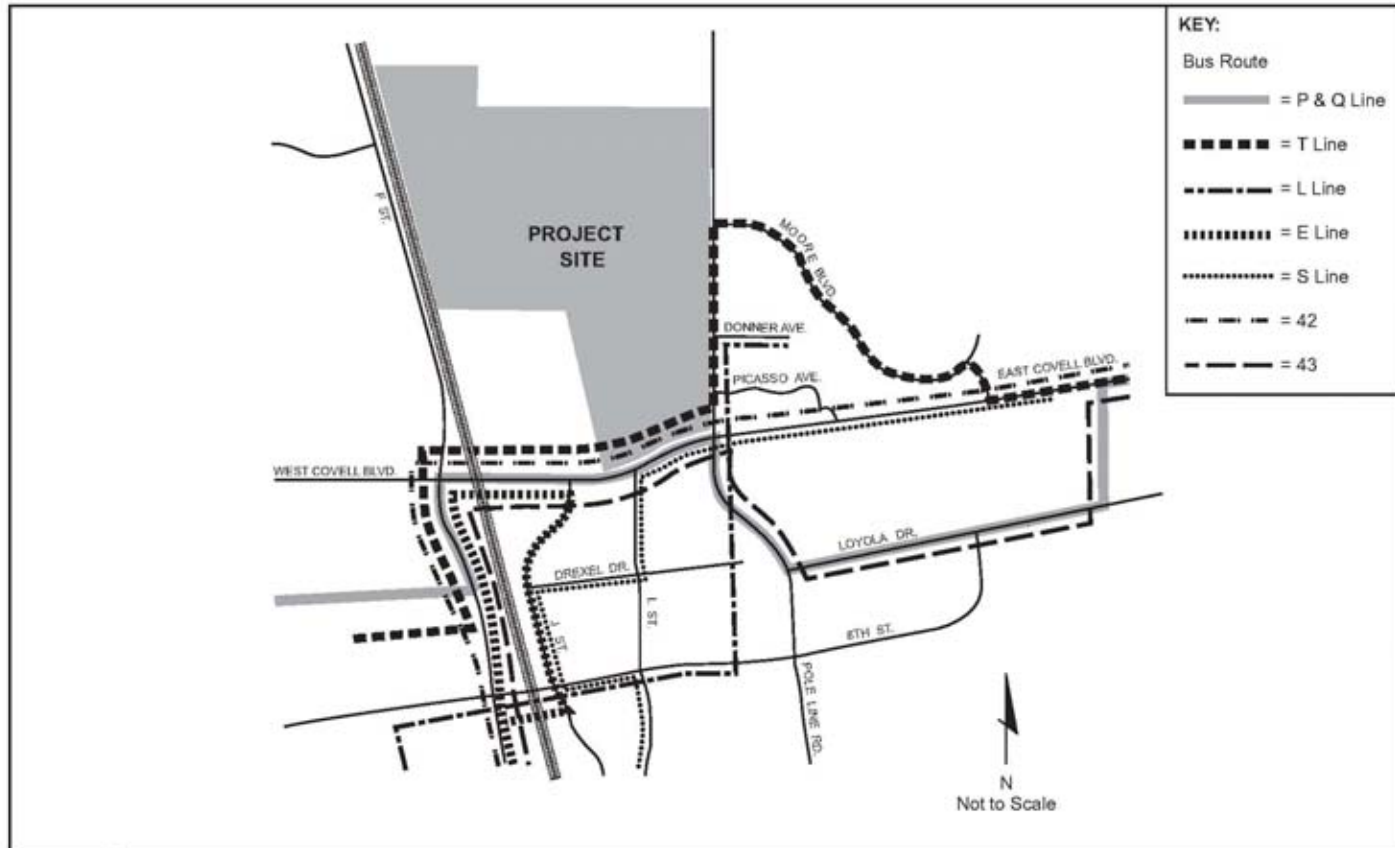 KEY:
Bus Route
= P & Q Line
= T Line
= L Line
= E Line
= S Line
= 42
= 43
F ST.
PROJECT
SITE
MOORE BLVD.
DONNER AVE.
PICASSO AVE.
EAST COVELL BLVD.
WEST COVELL BLVD.
LOYOLA DR.
DREXEL DR.
L ST.
J ST.
8TH ST.
POLE LINE RD.
N
Not to Scale